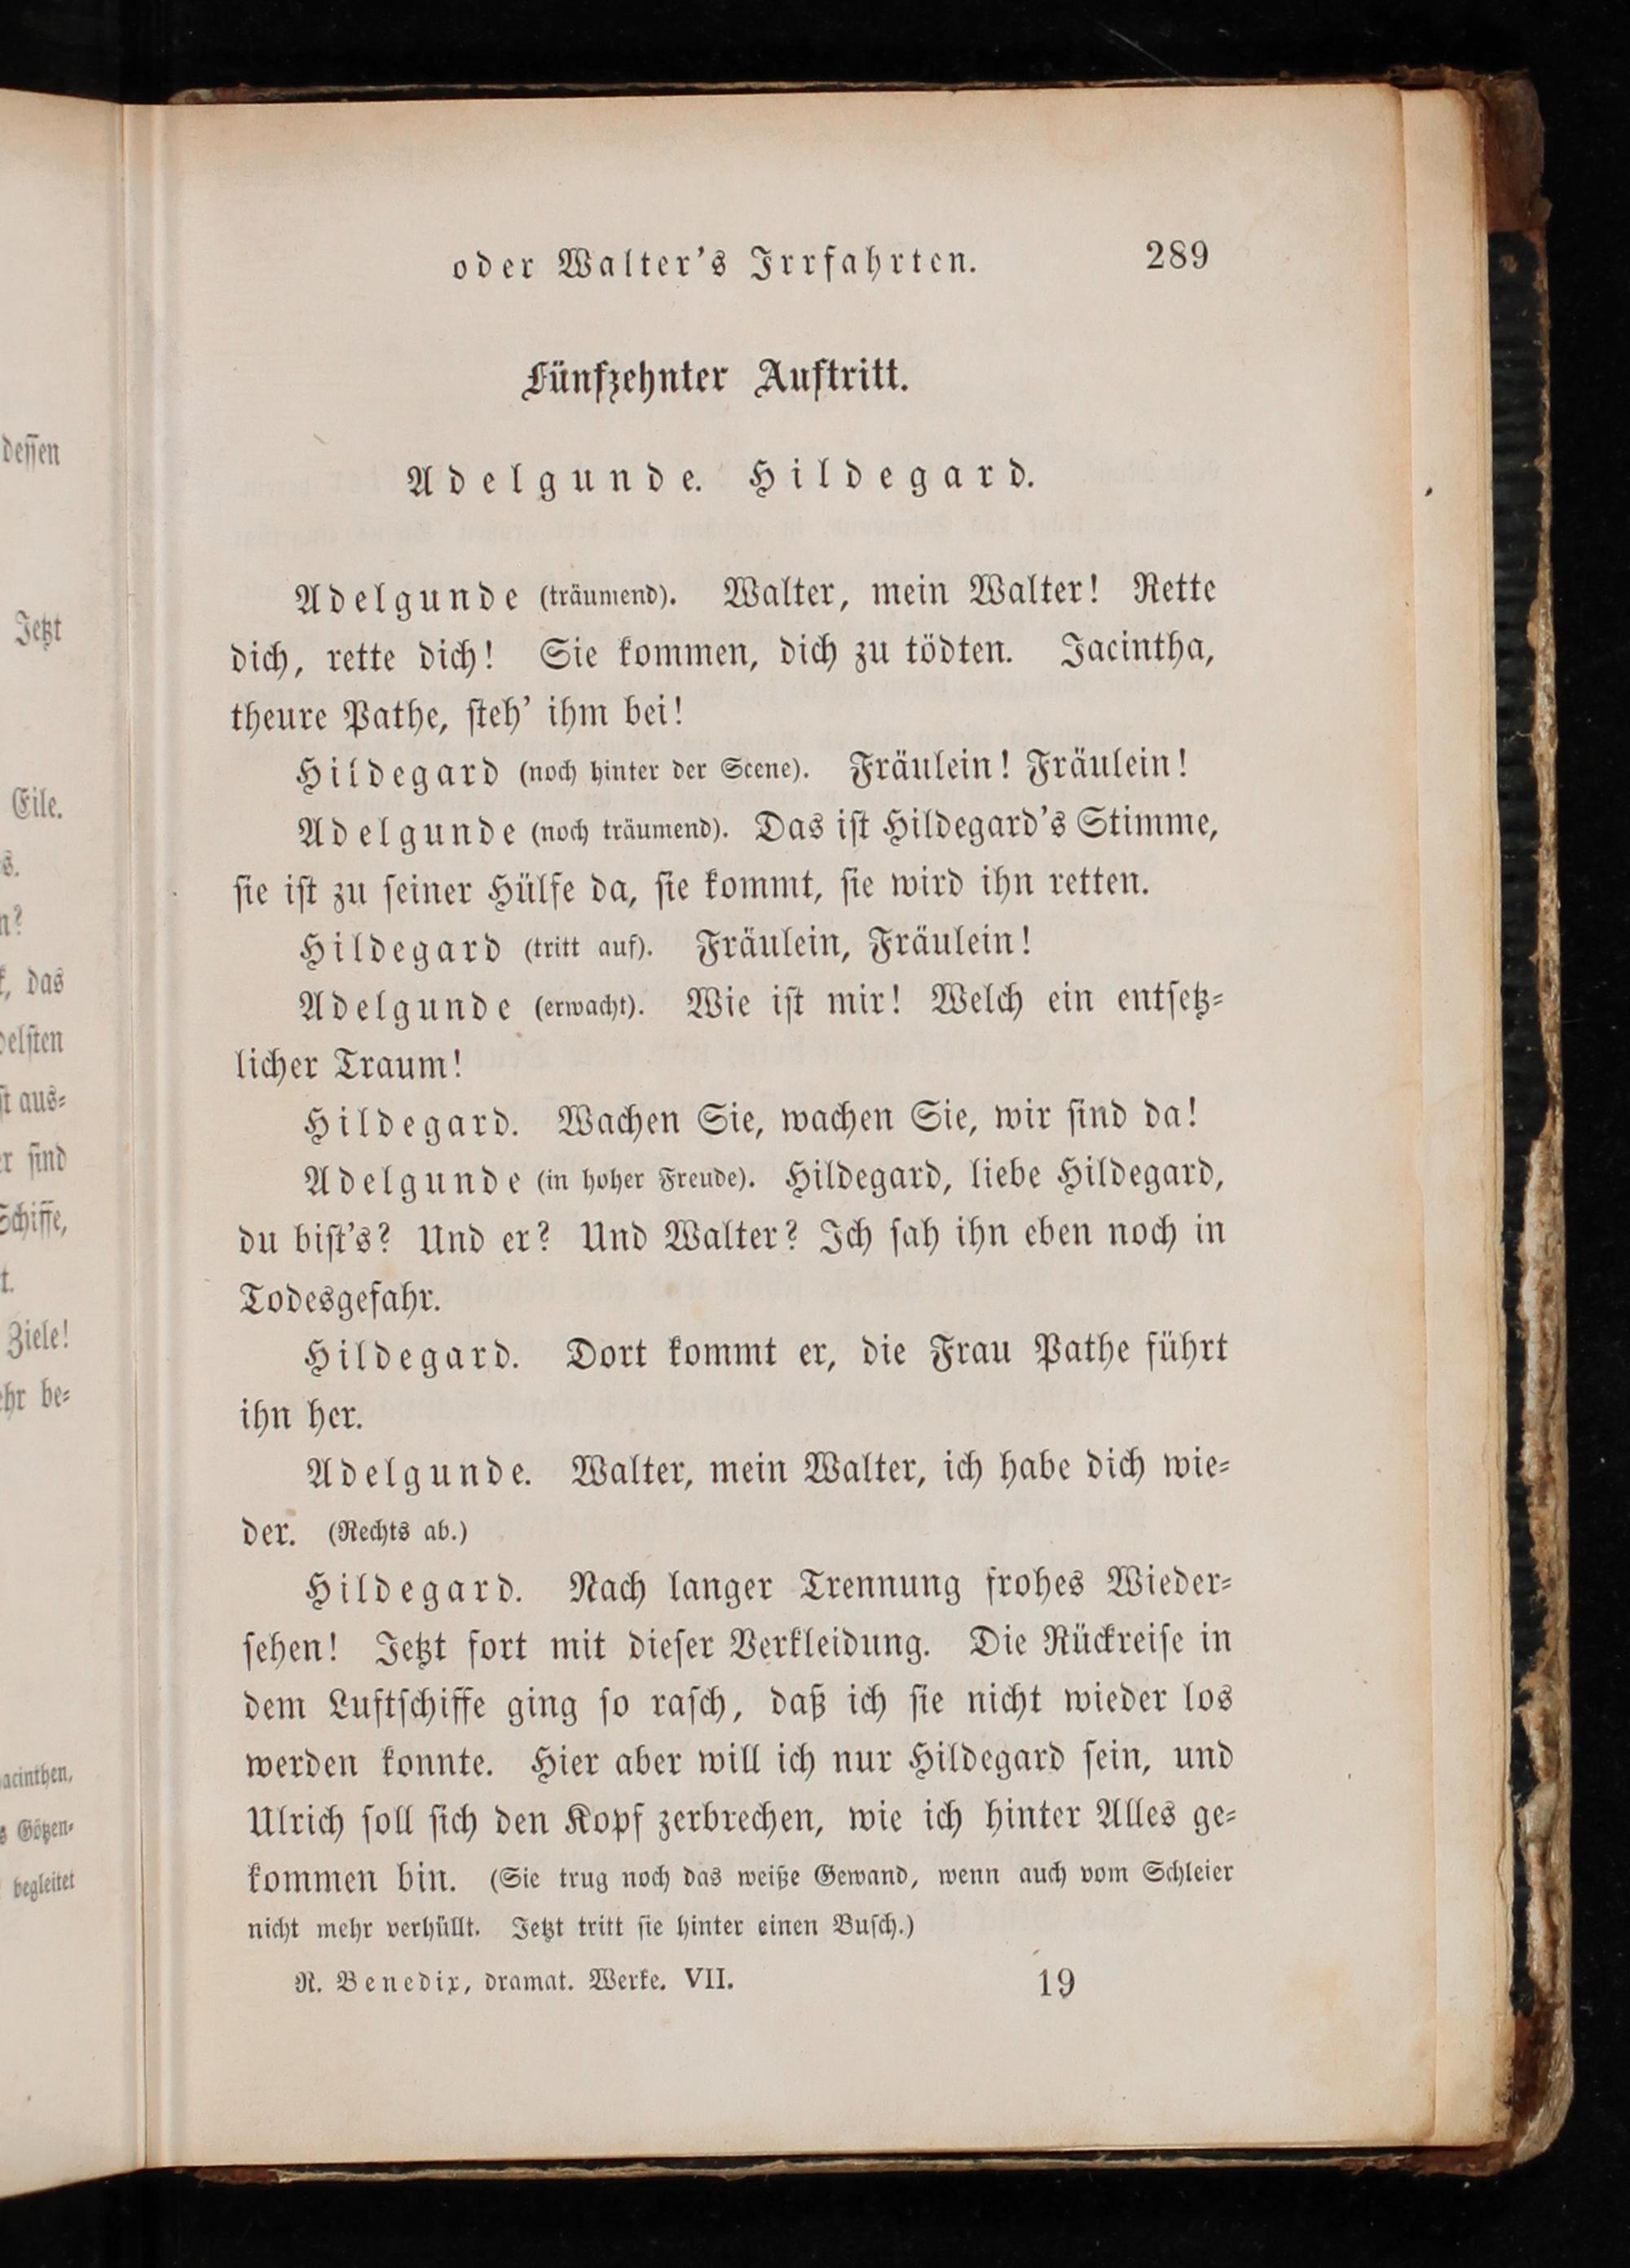 oder Walter's Irrfahrten. 289
Fünfzehnter Auftritt.
Adelgunde. Hildegard.
Adelgunde (träumend). Walter, mein Walter! Rette
dich, rette dich! Sie kommen, dich zu tödten. Jacintha,
theure Pathe, steh' ihm bei!
Hildegard (noch hinter der Scene). Fräulein! Fräulein!
Adelgunde (noch träumend). Das ist Hildegard's Stimme,
sie ist zu seiner Hülfe da, sie kommt, sie wird ihn retten.
Hildegard (tritt auf). Fräulein, Fräulein!
Adelgunde (erwacht). Wie ist mir! Welch ein entsetz-
licher Traum!
Hildegard. Wachen Sie, wachen Sie, wir sind da!
Adelgunde (in hoher Freude). Hildegard, liebe Hildegard,
du bist's? Und er? Und Walter? Ich sah ihn eben noch in
Todesgefahr.
Hildegard. Dort kommt er, die Frau Pathe führt
ihn her.
Adelgunde. Walter, mein Walter, ich habe dich wie-
der. (Rechts ab.)
Hildegard. Nach langer Trennung frohes Wieder-
sehen! Jetzt fort mit dieser Verkleidung. Die Rückreise in
dem Luftschiffe ging so rasch, daß ich sie nicht wieder los
werden konnte. Hier aber will ich nur Hildegard sein, und
Ulrich soll sich den Kopf zerbrechen, wie ich hinter Alles ge-
kommen bin. (Sie trug noch das weiße Gewand, wenn auch vom Schleier
nicht mehr verhüllt. Jetzt tritt sie hinter einen Busch.)
R. Benedix, dramat. Werke. VII. 19